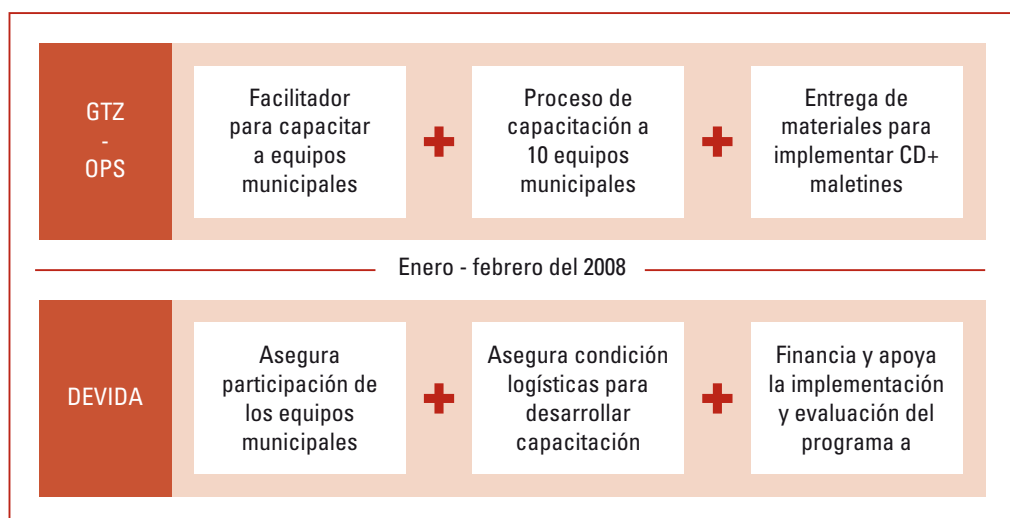 GTZ
-
OPS
Facilitador
para capacitar
a equipos
municipales
Proceso de
capacitación a
10 equipos
municipales
Entrega de
materiales para
implementar CD+
maletines
Enero - febrero del 2008
DEVIDA
Asegura
participación de
los equipos
municipales
Asegura condición
logísticas para
desarrollar
capacitación
Financia y apoya
la implementación
y evaluación del
programa a